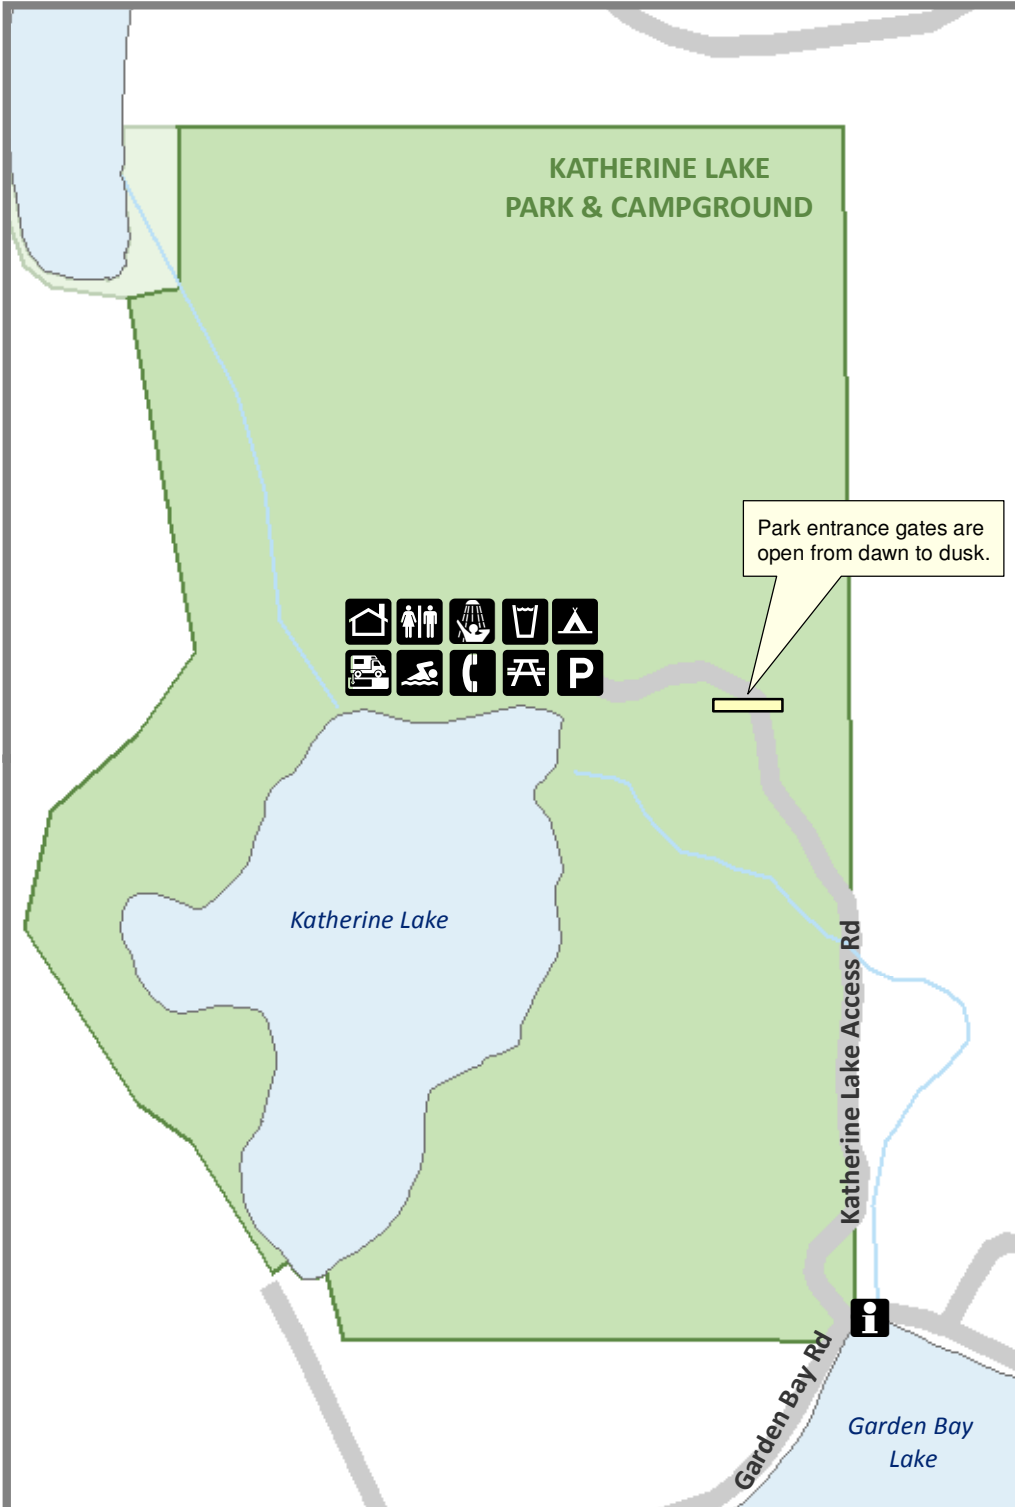 KATHERINE LAKE
PARK & CAMPGROUND
Park entrance gates are
open from dawn to dusk.
P
Katherine Lake
Katherine Lake Access Rd
i
Garden Bay Rd
Garden Bay
Lake